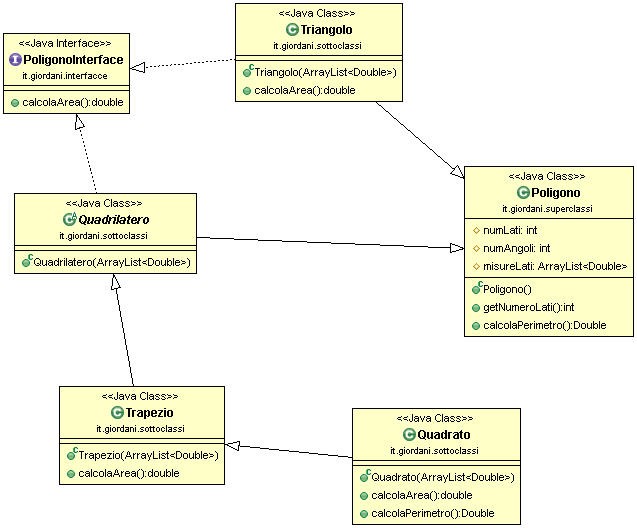 <<Java Interface>>
PoligonoInterface
it.giordani.interfacce
calcolaArea():double
<<Java Class>>
Triangolo
it.giordani.sottoclassi
Triangolo(ArrayList<Double>)
calcolaArea():double
<<Java Class>>
Poligono
it.giordani.superclassi
numLati: int
numAngoli: int
misureLati: ArrayList<Double>
Poligono()
getNumeroLati():int
calcolaPerimetro():Double
<<Java Class>>
Quadrilatero
it.giordani.sottoclassi
Quadrilatero(ArrayList<Double>)
<<Java Class>>
Trapezio
it.giordani.sottoclassi
Trapezio(ArrayList<Double>)
calcolaArea():double
<<Java Class>>
Quadrato
it.giordani.sottoclassi
Quadrato(ArrayList<Double>)
calcolaArea():double
calcolaPerimetro():Double